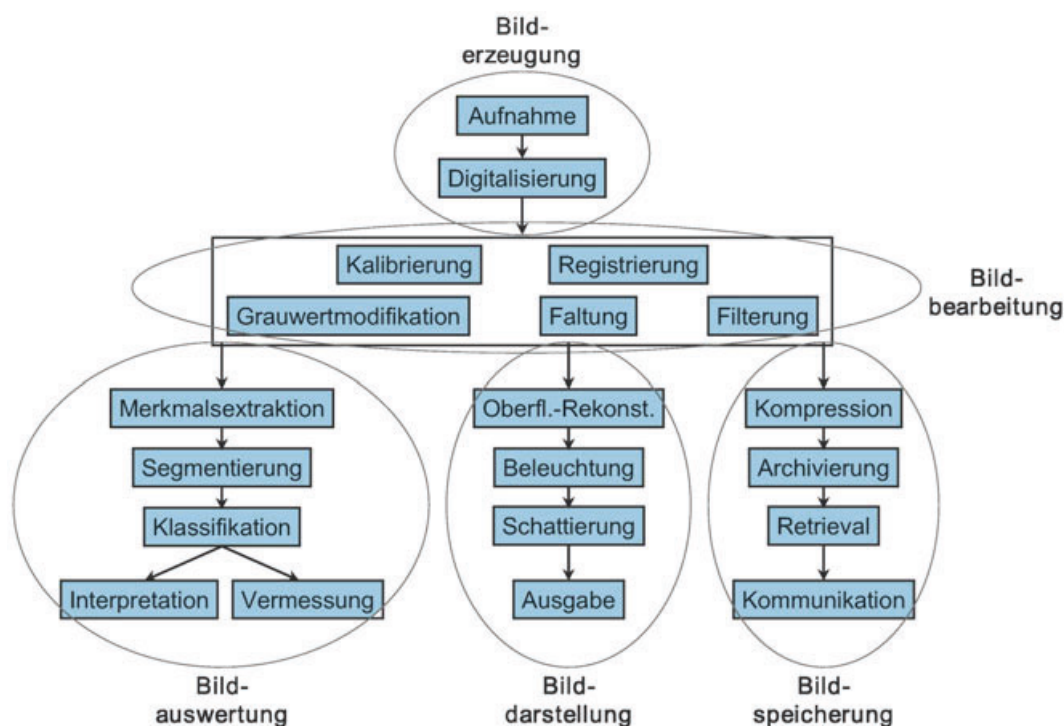 Bild-
erzeugung
Aufnahme
Digitalisierung
Kalibrierung
Registrierung
Grauwertmodifikation
Faltung
Filterung
Bild-
bearbeitung
Merkmalsextraktion
Segmentierung
Klassifikation
Interpretation
Vermessung
Bild-
auswertung
Oberfl.-Rekonst.
Beleuchtung
Schattierung
Ausgabe
Bild-
darstellung
Kompression
Archivierung
Retrieval
Kommunikation
Bild-
speicherung